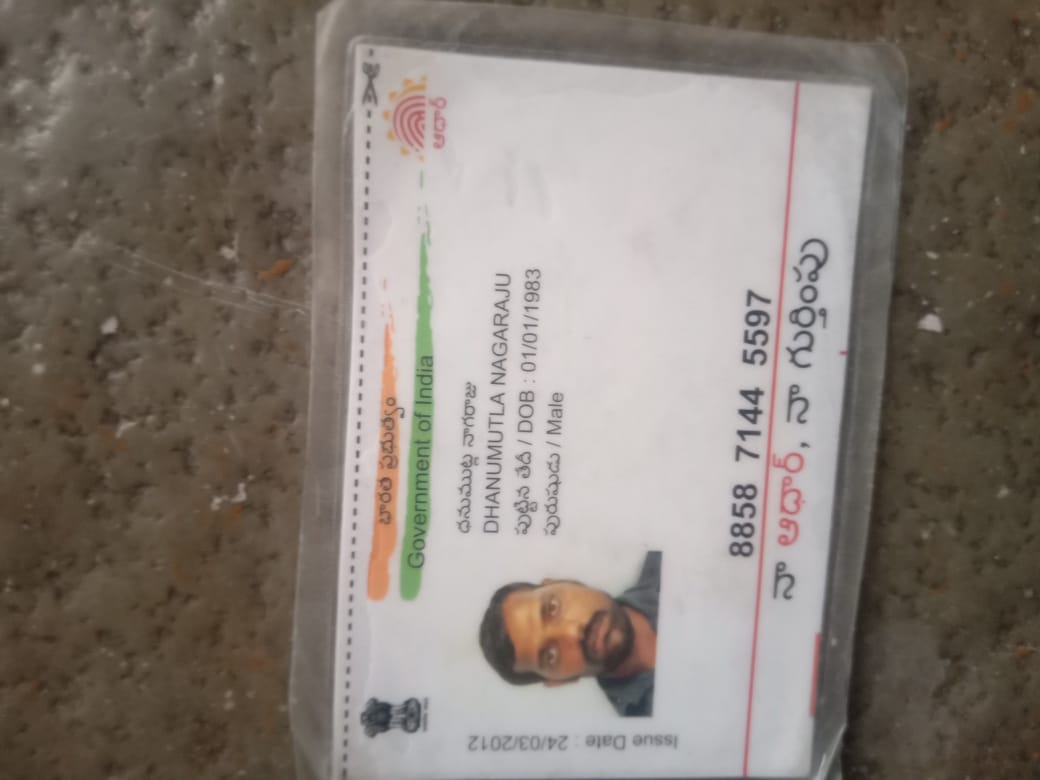 భారత ప్రభుత్వం
Government of India
ఆధార్
ధనుముట్ల నాగరాజు
DHANUMUTLA NAGARAJU
పుట్టిన తేదీ / DOB : 01/01/1983
పురుషుడు / Male
Issue Date : 24/03/2012
8858 7144 5597
నా ఆధార్, నా గుర్తింపు